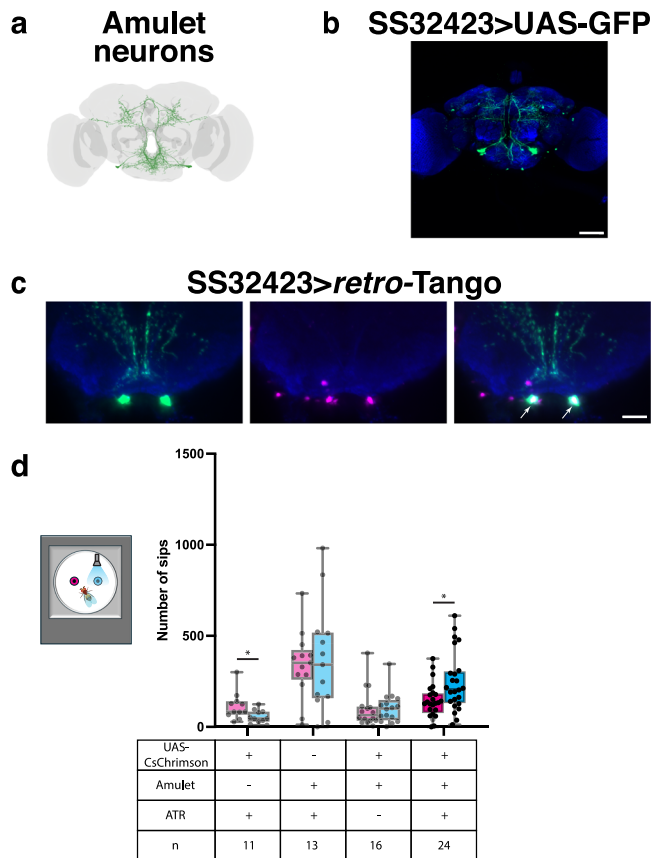 a Amulet neurons
b SS32423>UAS-GFP
c SS32423>retro-Tango
d
Number of sips
1500
1000
500
0
*
*
UAS-CsChrimson + - + +
Amulet - + + +
ATR + + - +
n 11 13 16 24